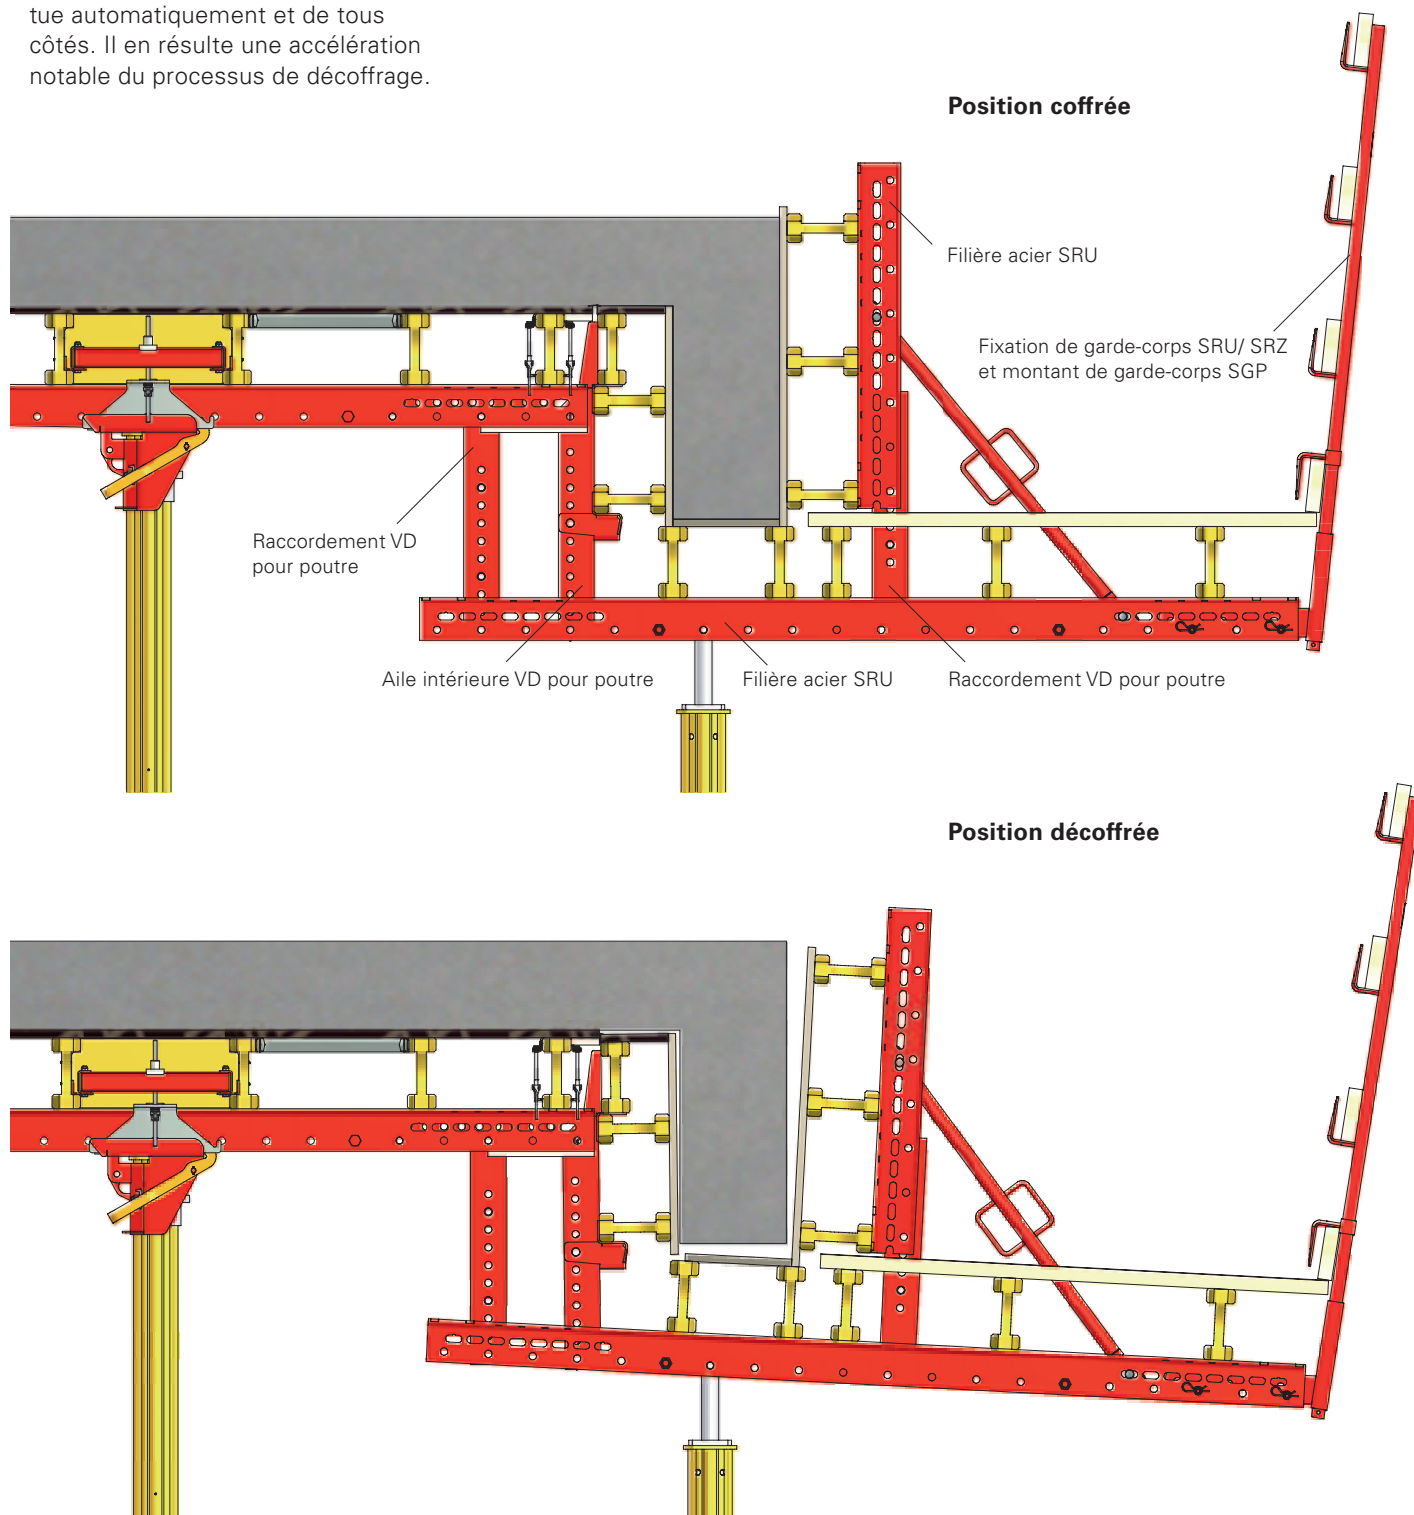 tue automatiquement et de tous
côtés. Il en résulte une accélération
notable du processus de décoffrage.
Position coffrée
Filière acier SRU
Fixation de garde-corps SRU/ SRZ
et montant de garde-corps SGP
Raccordement VD
pour poutre
Aile intérieure VD pour poutre
Filière acier SRU
Raccordement VD pour poutre
Position décoffrée